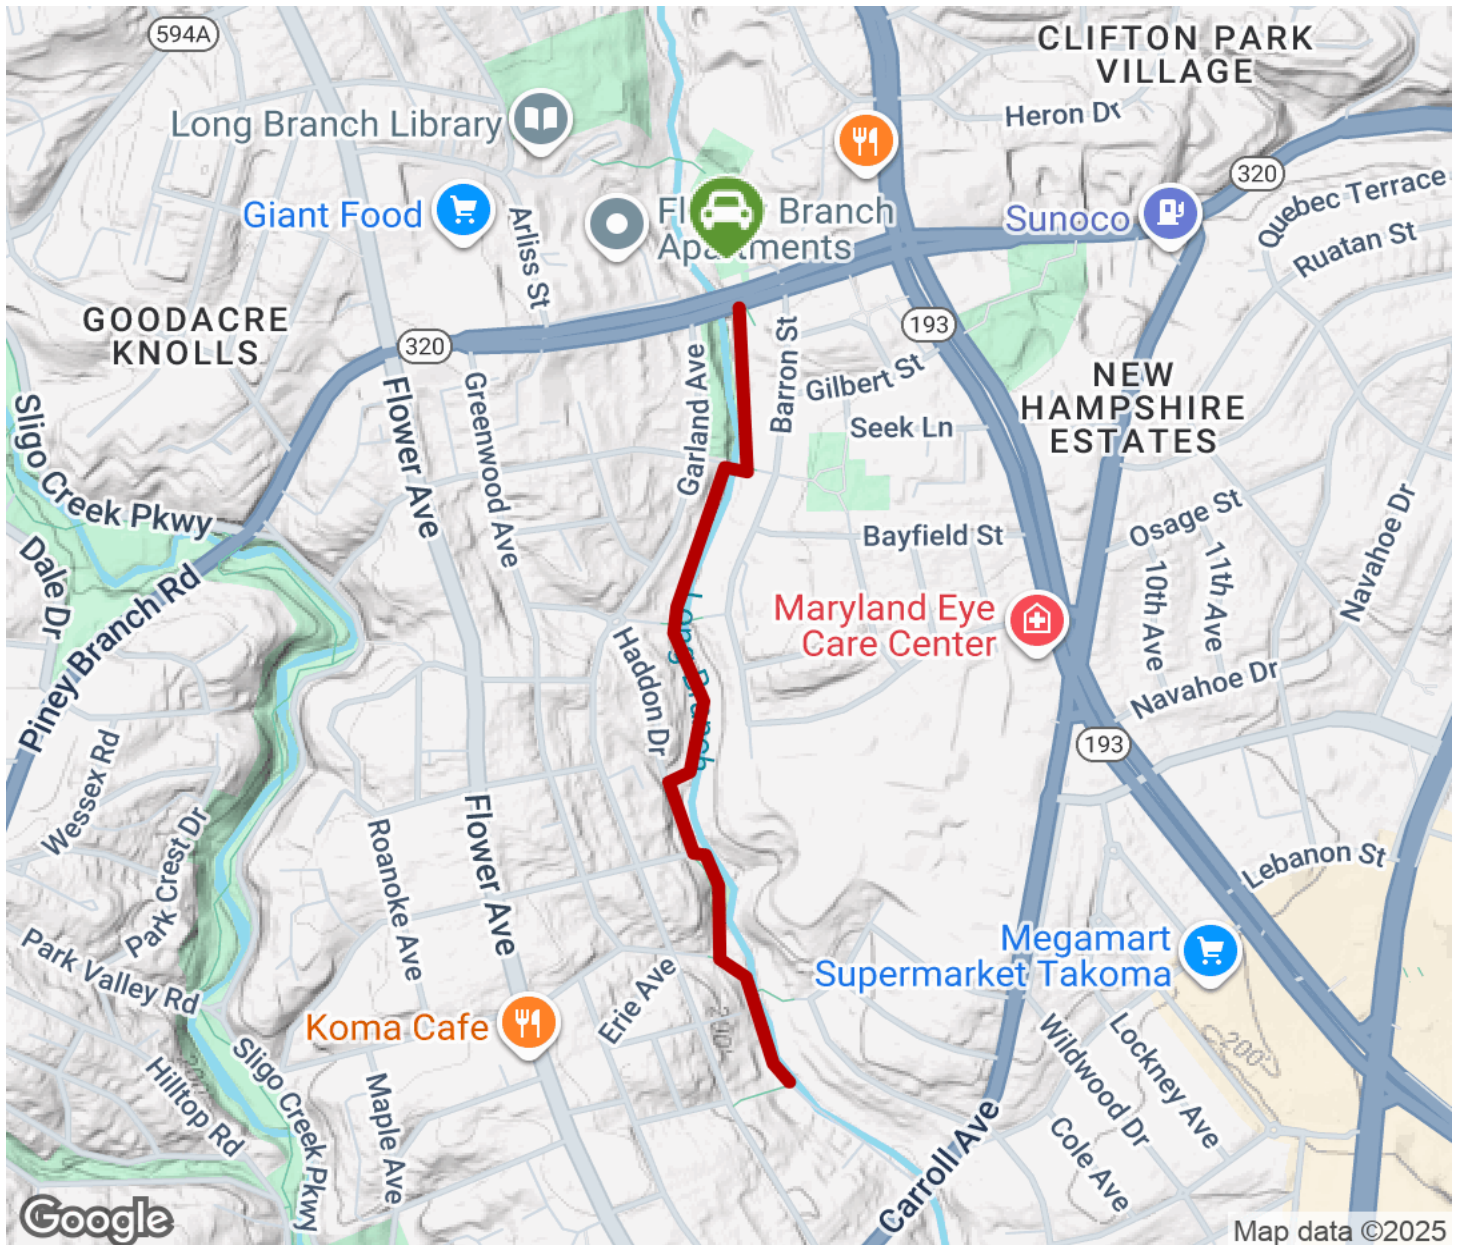 594A
CLIFTON PARK
VILLAGE
Heron Dr
Long Branch Library
320
Quebec Terrace
Giant Food
Arliss St
Branch
Apartments
Sunoco
Ruatan St
GOODACRE
KNOLLS
320
193
Barron St
Garland Ave
Gilbert St
NEW
HAMPSHIRE
ESTATES
Seek Ln
Flower Ave
Greenwood Ave
Sligo Creek Pkwy
Bayfield St
Osage St
Navahoe Dr
Dale Dr
10th Ave
11th Ave
Piney Branch Rd
Maryland Eye
Care Center
Haddon Dr
Long Branch
Navahoe Dr
193
Wessex Rd
Park Crest Dr
Roanoke Ave
Flower Ave
Lebanon St
Park Valley Rd
Megamart
Supermarket Takoma
Erie Ave
Koma Cafe
240'
200'
Wildwood Dr
Lockney Ave
Hilltop Rd
Sligo Creek Pkwy
Maple Ave
Cole Ave
Carroll Ave
Google
Map data ©2025